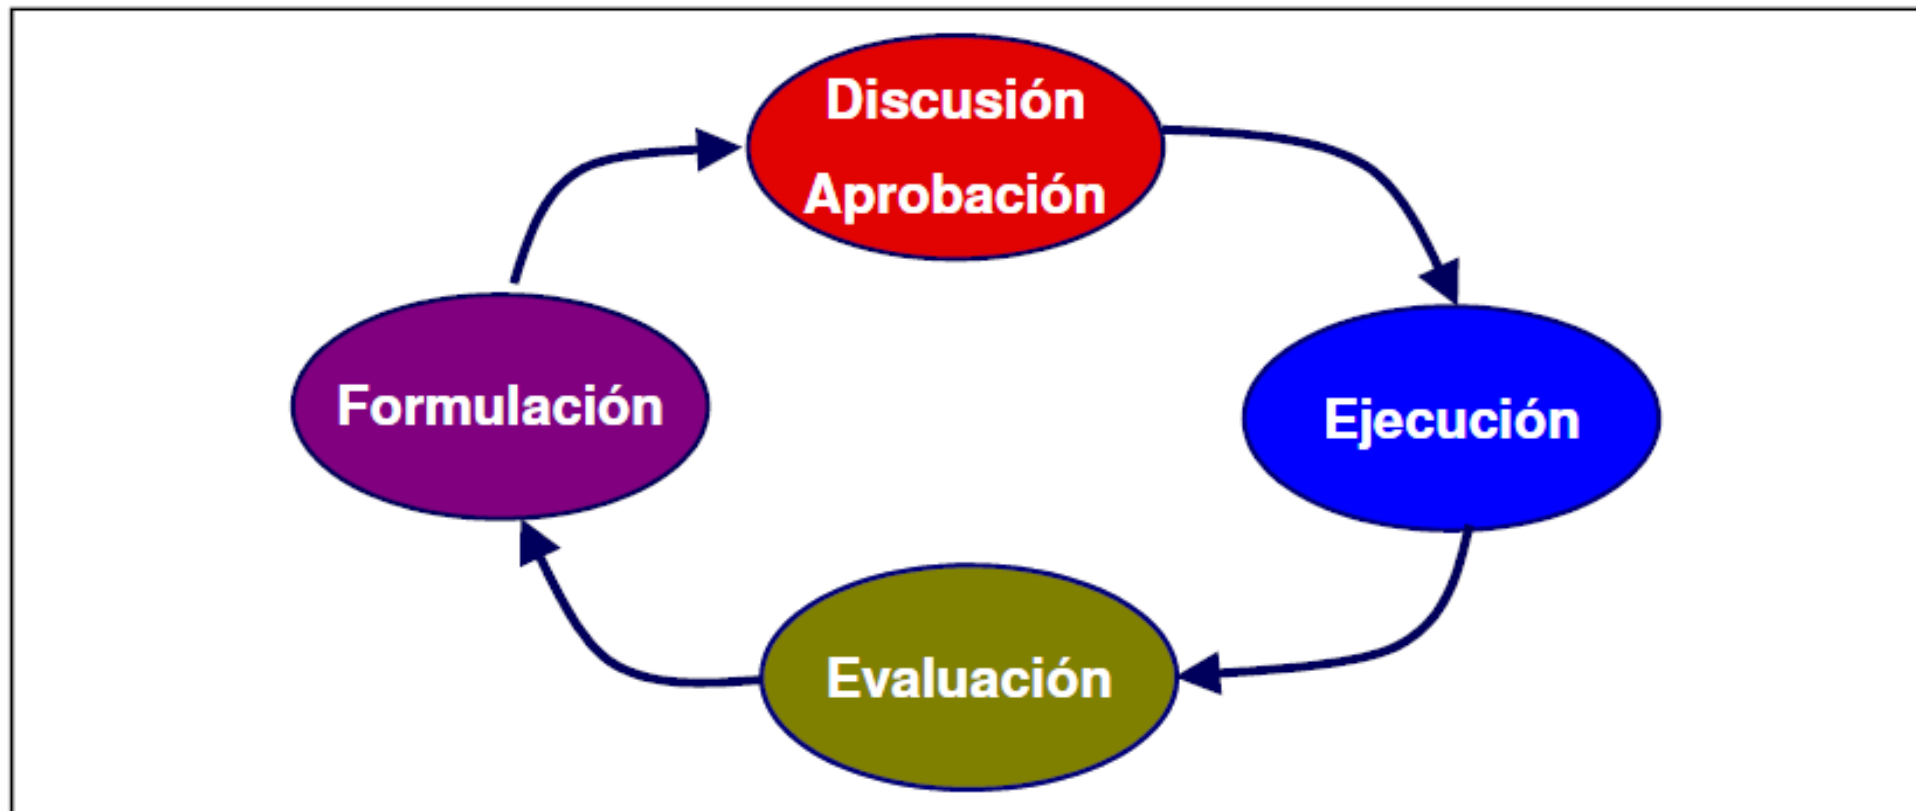 Discusión
Aprobación
Formulación
Ejecución
Evaluación